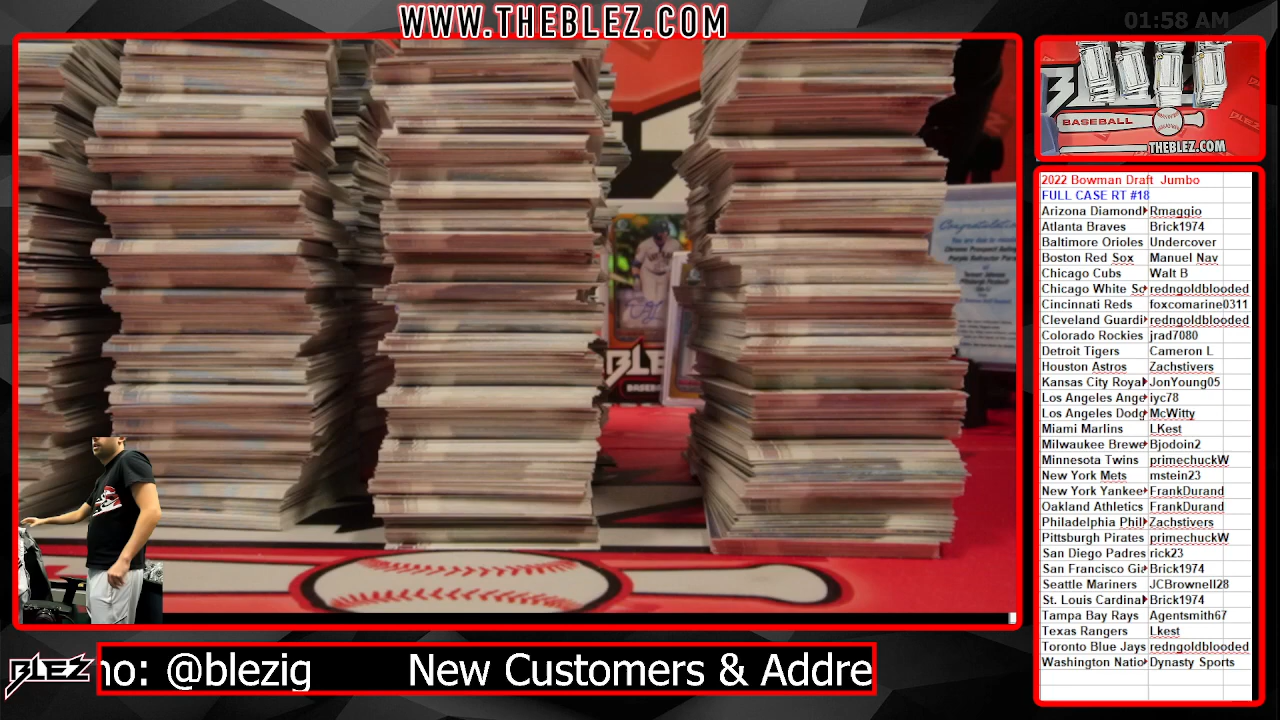 WWW.THEBLEZ.COM
01:58 AM
BASEBALL
BLEZ
THEBLEZ.COM
2022 Bowman Draft Jumbo
FULL CASE RT #18
Arizona Diamond Rmaggio
Atlanta Braves Brick1974
Baltimore Orioles Undercover
Boston Red Sox Manuel Nav
Chicago Cubs Walt B
Chicago White So redngoldblooded
Cincinnati Reds foxcomarine0311
Cleveland Guardi redngoldblooded
Colorado Rockies jrad7080
Detroit Tigers Cameron L
Houston Astros Zachstivers
Kansas City Roya JonYoung05
Los Angeles Ange iyc78
Los Angeles Dodg McWitty
Miami Marlins LKest
Milwaukee Brewe Bjodoin2
Minnesota Twins primechuckW
New York Mets mstein23
New York Yankee FrankDurand
Oakland Athletics FrankDurand
Philadelphia Phil Zachstivers
Pittsburgh Pirates primechuckW
San Diego Padres rick23
San Francisco Gia Brick1974
Seattle Mariners JCBrownell28
St. Louis Cardina Brick1974
Tampa Bay Rays Agentsmith67
Texas Rangers Lkest
Toronto Blue Jays redngoldblooded
Washington Natio Dynasty Sports
Congratulations
BLEZ
BLEZ
no: @blezig New Customers & Addre